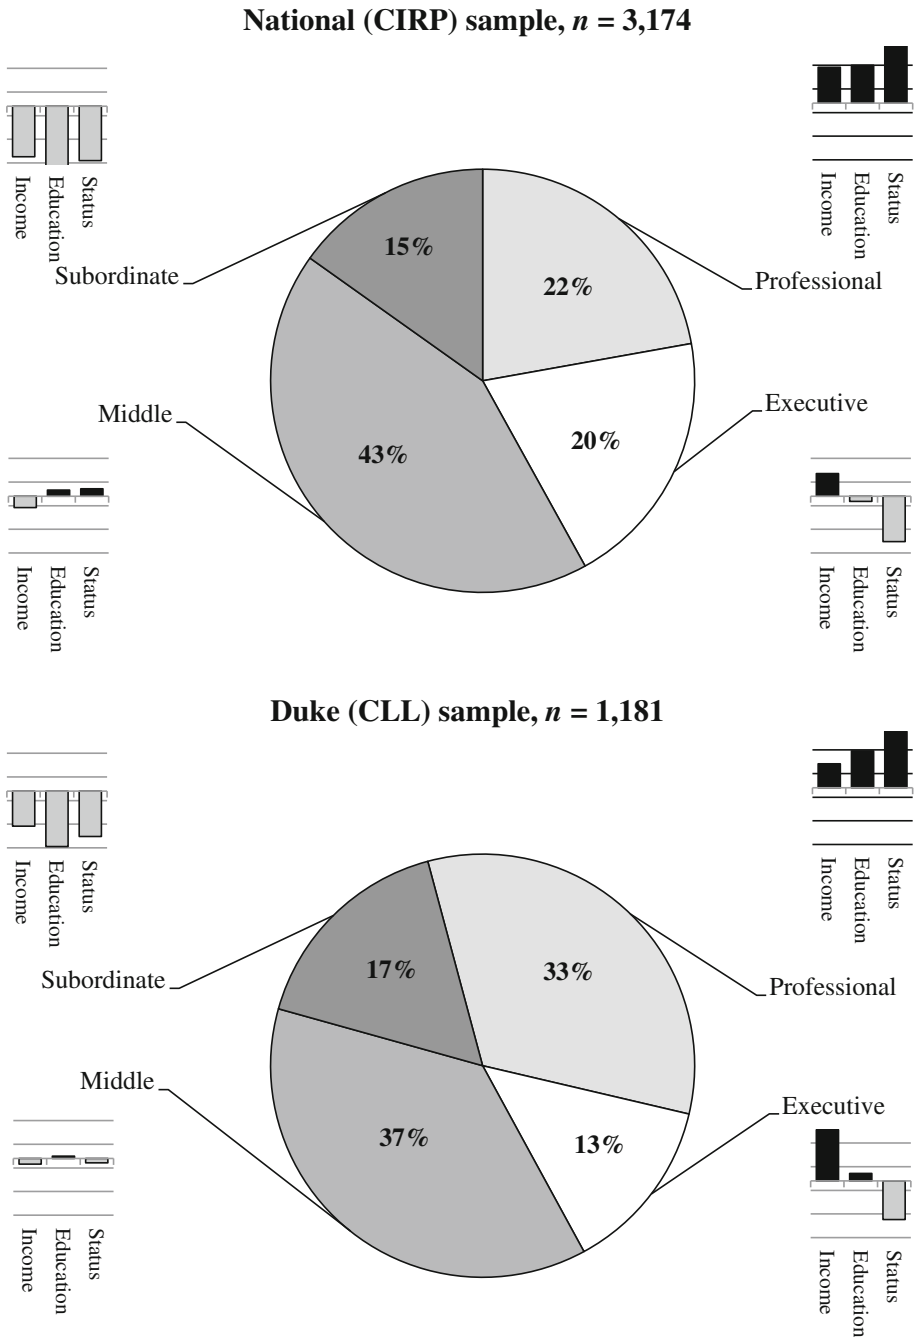 National (CIRP) sample, n = 3,174
Income
Education
Status
Income
Education
Status
Subordinate
15%
22%
Professional
Middle
43%
20%
Executive
Income
Education
Status
Income
Education
Status
Duke (CLL) sample, n = 1,181
Income
Education
Status
Income
Education
Status
Subordinate
17%
33%
Professional
Middle
37%
13%
Executive
Income
Education
Status
Income
Education
Status